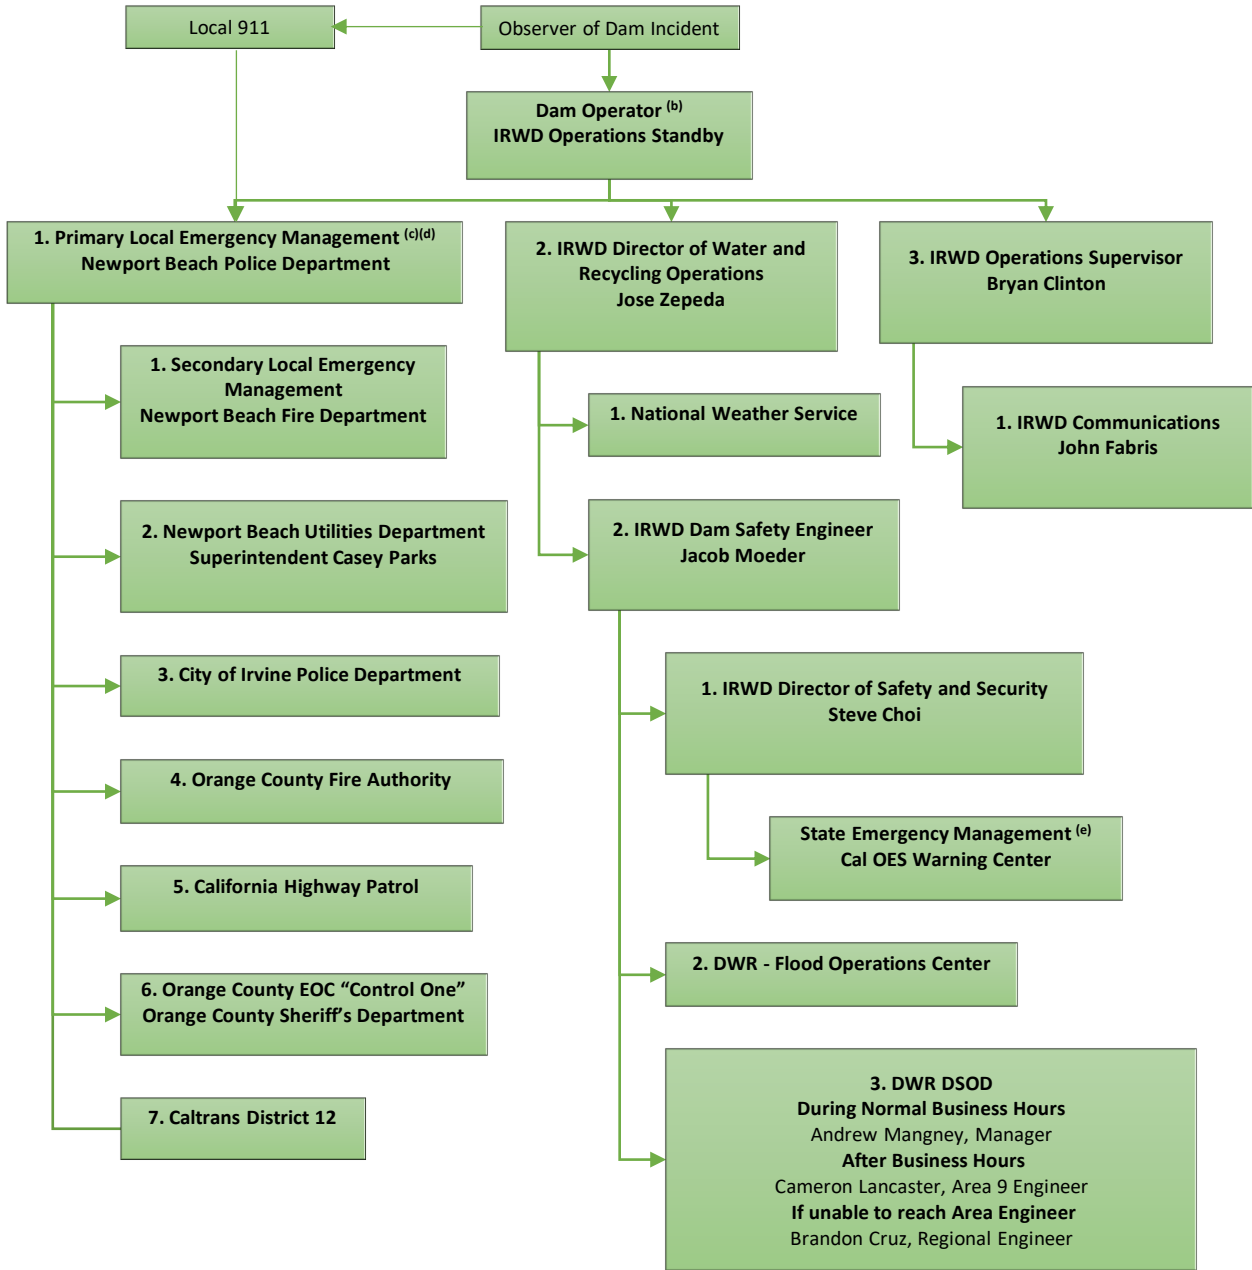 Local 911
Observer of Dam Incident
Dam Operator (b)
IRWD Operations Standby
1. Primary Local Emergency Management (c)(d)
Newport Beach Police Department
2. IRWD Director of Water and
Recycling Operations
Jose Zepeda
3. IRWD Operations Supervisor
Bryan Clinton
1. Secondary Local Emergency
Management
Newport Beach Fire Department
2. Newport Beach Utilities Department
Superintendent Casey Parks
3. City of Irvine Police Department
4. Orange County Fire Authority
5. California Highway Patrol
6. Orange County EOC “Control One”
Orange County Sheriff’s Department
7. Caltrans District 12
1. National Weather Service
2. IRWD Dam Safety Engineer
Jacob Moeder
1. IRWD Director of Safety and Security
Steve Choi
State Emergency Management (e)
Cal OES Warning Center
2. DWR - Flood Operations Center
3. DWR DSOD
During Normal Business Hours
Andrew Mangney, Manager
After Business Hours
Cameron Lancaster, Area 9 Engineer
If unable to reach Area Engineer
Brandon Cruz, Regional Engineer
1. IRWD Communications
John Fabris